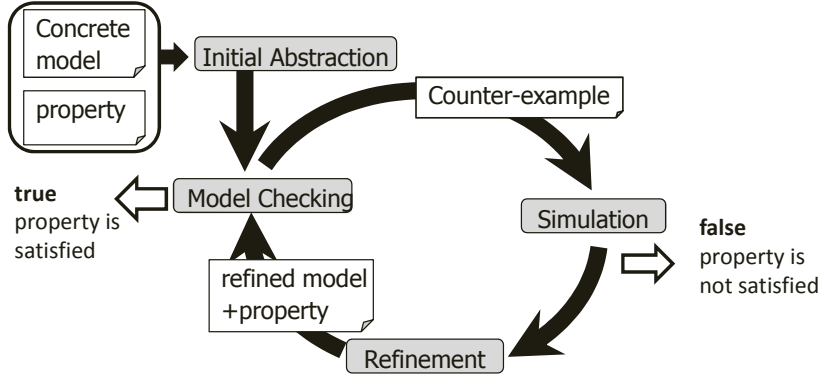 Concrete
model
property
Initial Abstraction
Counter-example
true
property is
satisfied
Model Checking
Simulation
false
property is
not satisfied
refined model
+property
Refinement